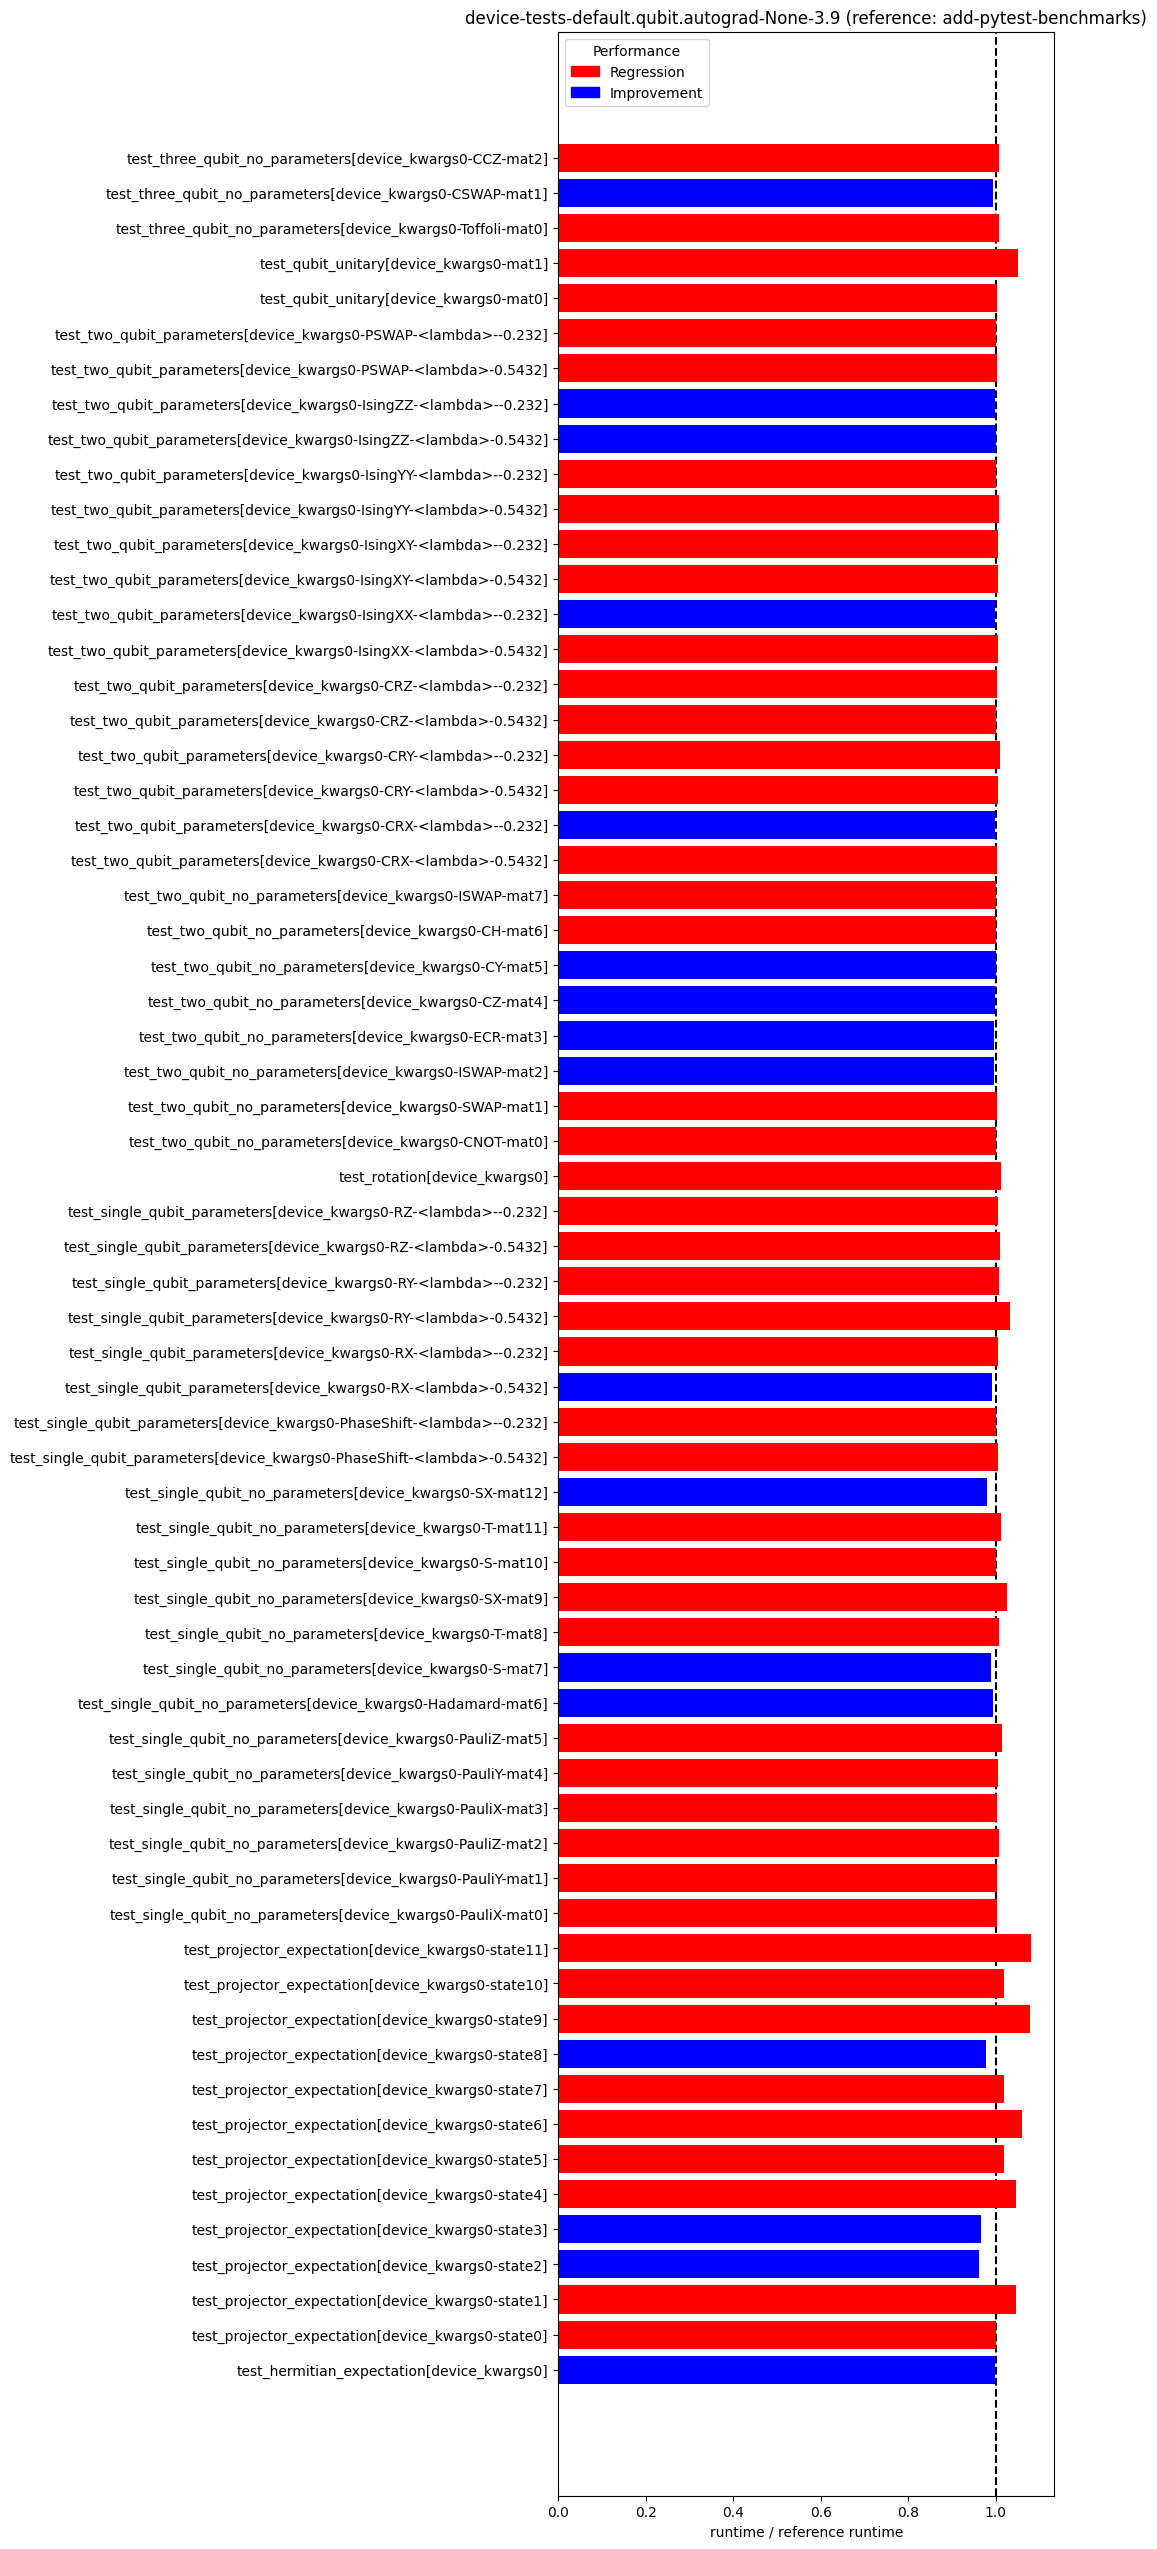 device-tests-default.qubit.autograd-None-3.9 (reference: add-pytest-benchmarks)
Performance
Regression
Improvement
test_three_qubit_no_parameters[device_kwargs0-CCZ-mat2]
test_three_qubit_no_parameters[device_kwargs0-CSWAP-mat1]
test_three_qubit_no_parameters[device_kwargs0-Toffoli-mat0]
test_qubit_unitary[device_kwargs0-mat1]
test_qubit_unitary[device_kwargs0-mat0]
test_two_qubit_parameters[device_kwargs0-PSWAP-<lambda>--0.232]
test_two_qubit_parameters[device_kwargs0-PSWAP-<lambda>-0.5432]
test_two_qubit_parameters[device_kwargs0-IsingZZ-<lambda>--0.232]
test_two_qubit_parameters[device_kwargs0-IsingZZ-<lambda>-0.5432]
test_two_qubit_parameters[device_kwargs0-IsingYY-<lambda>--0.232]
test_two_qubit_parameters[device_kwargs0-IsingYY-<lambda>-0.5432]
test_two_qubit_parameters[device_kwargs0-IsingXY-<lambda>--0.232]
test_two_qubit_parameters[device_kwargs0-IsingXY-<lambda>-0.5432]
test_two_qubit_parameters[device_kwargs0-IsingXX-<lambda>--0.232]
test_two_qubit_parameters[device_kwargs0-IsingXX-<lambda>-0.5432]
test_two_qubit_parameters[device_kwargs0-CRZ-<lambda>--0.232]
test_two_qubit_parameters[device_kwargs0-CRZ-<lambda>-0.5432]
test_two_qubit_parameters[device_kwargs0-CRY-<lambda>--0.232]
test_two_qubit_parameters[device_kwargs0-CRY-<lambda>-0.5432]
test_two_qubit_parameters[device_kwargs0-CRX-<lambda>--0.232]
test_two_qubit_parameters[device_kwargs0-CRX-<lambda>-0.5432]
test_two_qubit_no_parameters[device_kwargs0-ISWAP-mat7]
test_two_qubit_no_parameters[device_kwargs0-CH-mat6]
test_two_qubit_no_parameters[device_kwargs0-CY-mat5]
test_two_qubit_no_parameters[device_kwargs0-CZ-mat4]
test_two_qubit_no_parameters[device_kwargs0-ECR-mat3]
test_two_qubit_no_parameters[device_kwargs0-ISWAP-mat2]
test_two_qubit_no_parameters[device_kwargs0-SWAP-mat1]
test_two_qubit_no_parameters[device_kwargs0-CNOT-mat0]
test_rotation[device_kwargs0]
test_single_qubit_parameters[device_kwargs0-RZ-<lambda>--0.232]
test_single_qubit_parameters[device_kwargs0-RZ-<lambda>-0.5432]
test_single_qubit_parameters[device_kwargs0-RY-<lambda>--0.232]
test_single_qubit_parameters[device_kwargs0-RY-<lambda>-0.5432]
test_single_qubit_parameters[device_kwargs0-RX-<lambda>--0.232]
test_single_qubit_parameters[device_kwargs0-RX-<lambda>-0.5432]
test_single_qubit_parameters[device_kwargs0-PhaseShift-<lambda>--0.232]
test_single_qubit_parameters[device_kwargs0-PhaseShift-<lambda>-0.5432]
test_single_qubit_no_parameters[device_kwargs0-SX-mat12]
test_single_qubit_no_parameters[device_kwargs0-T-mat11]
test_single_qubit_no_parameters[device_kwargs0-S-mat10]
test_single_qubit_no_parameters[device_kwargs0-SX-mat9]
test_single_qubit_no_parameters[device_kwargs0-T-mat8]
test_single_qubit_no_parameters[device_kwargs0-S-mat7]
test_single_qubit_no_parameters[device_kwargs0-Hadamard-mat6]
test_single_qubit_no_parameters[device_kwargs0-PauliZ-mat5]
test_single_qubit_no_parameters[device_kwargs0-PauliY-mat4]
test_single_qubit_no_parameters[device_kwargs0-PauliX-mat3]
test_single_qubit_no_parameters[device_kwargs0-PauliZ-mat2]
test_single_qubit_no_parameters[device_kwargs0-PauliY-mat1]
test_single_qubit_no_parameters[device_kwargs0-PauliX-mat0]
test_projector_expectation[device_kwargs0-state11]
test_projector_expectation[device_kwargs0-state10]
test_projector_expectation[device_kwargs0-state9]
test_projector_expectation[device_kwargs0-state8]
test_projector_expectation[device_kwargs0-state7]
test_projector_expectation[device_kwargs0-state6]
test_projector_expectation[device_kwargs0-state5]
test_projector_expectation[device_kwargs0-state4]
test_projector_expectation[device_kwargs0-state3]
test_projector_expectation[device_kwargs0-state2]
test_projector_expectation[device_kwargs0-state1]
test_projector_expectation[device_kwargs0-state0]
test_hermitian_expectation[device_kwargs0]
0.0 0.2 0.4 0.6 0.8 1.0
runtime / reference runtime